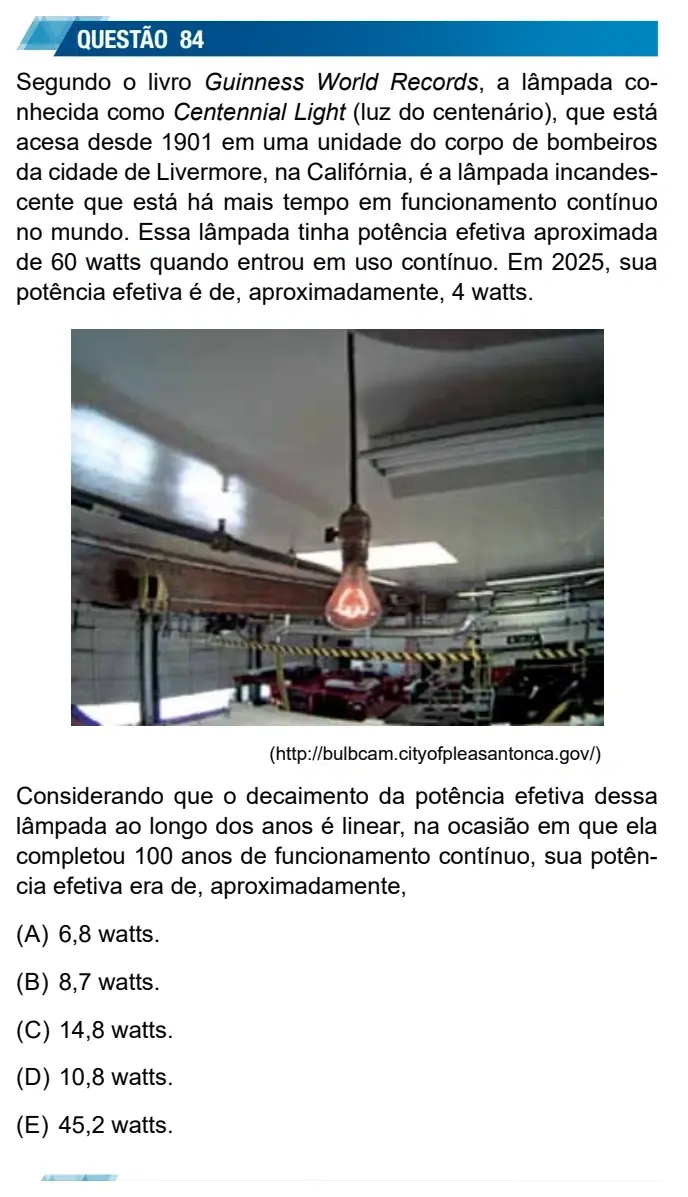 QUESTÃO 84
Segundo o livro Guinness World Records, a lâmpada co-
nhecida como Centennial Light (luz do centenário), que está
acesa desde 1901 em uma unidade do corpo de bombeiros
da cidade de Livermore, na Califórnia, é a lâmpada incandes-
cente que está há mais tempo em funcionamento contínuo
no mundo. Essa lâmpada tinha potência efetiva aproximada
de 60 watts quando entrou em uso contínuo. Em 2025, sua
potência efetiva é de, aproximadamente, 4 watts.
(http://bulbcam.cityofpleasantonca.gov/)
Considerando que o decaimento da potência efetiva dessa
lâmpada ao longo dos anos é linear, na ocasião em que ela
completou 100 anos de funcionamento contínuo, sua potên-
cia efetiva era de, aproximadamente,
(A) 6,8 watts.
(B) 8,7 watts.
(C) 14,8 watts.
(D) 10,8 watts.
(E) 45,2 watts.